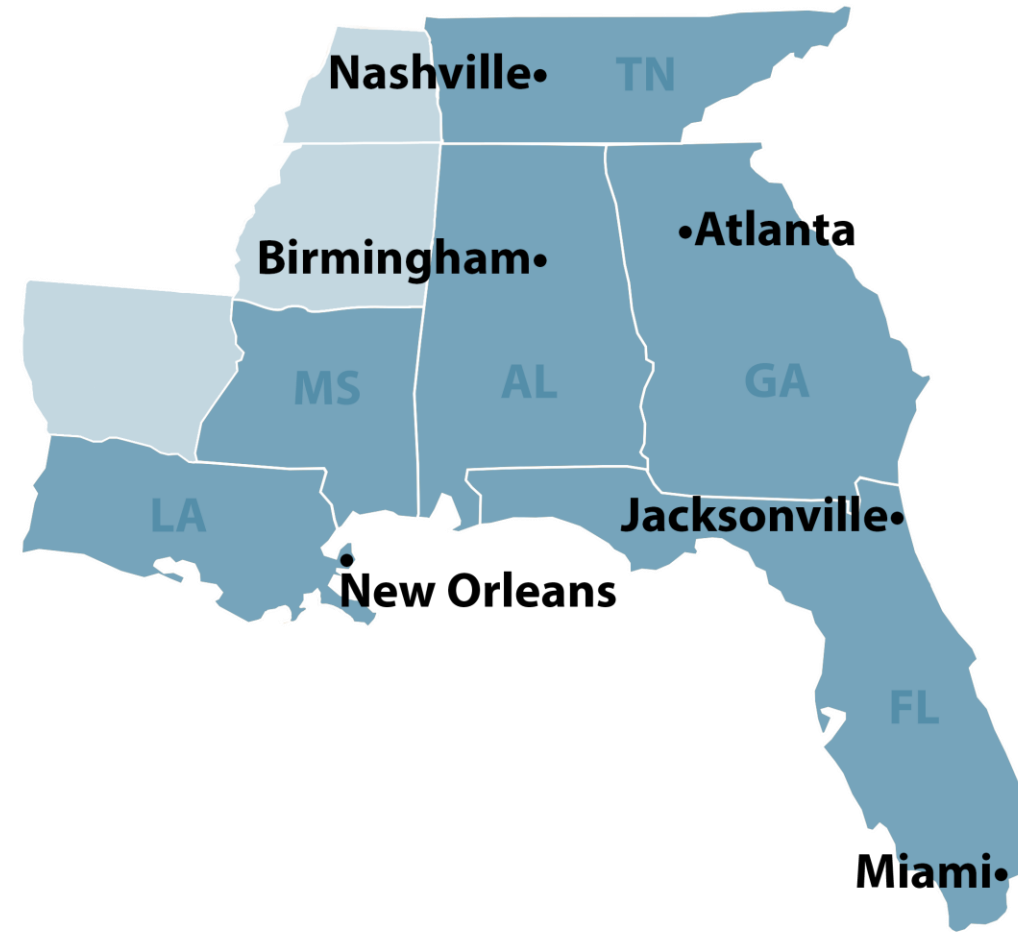 Nashville
TN
Atlanta
Birmingham
MS
AL
GA
LA
Jacksonville
New Orleans
FL
Miami